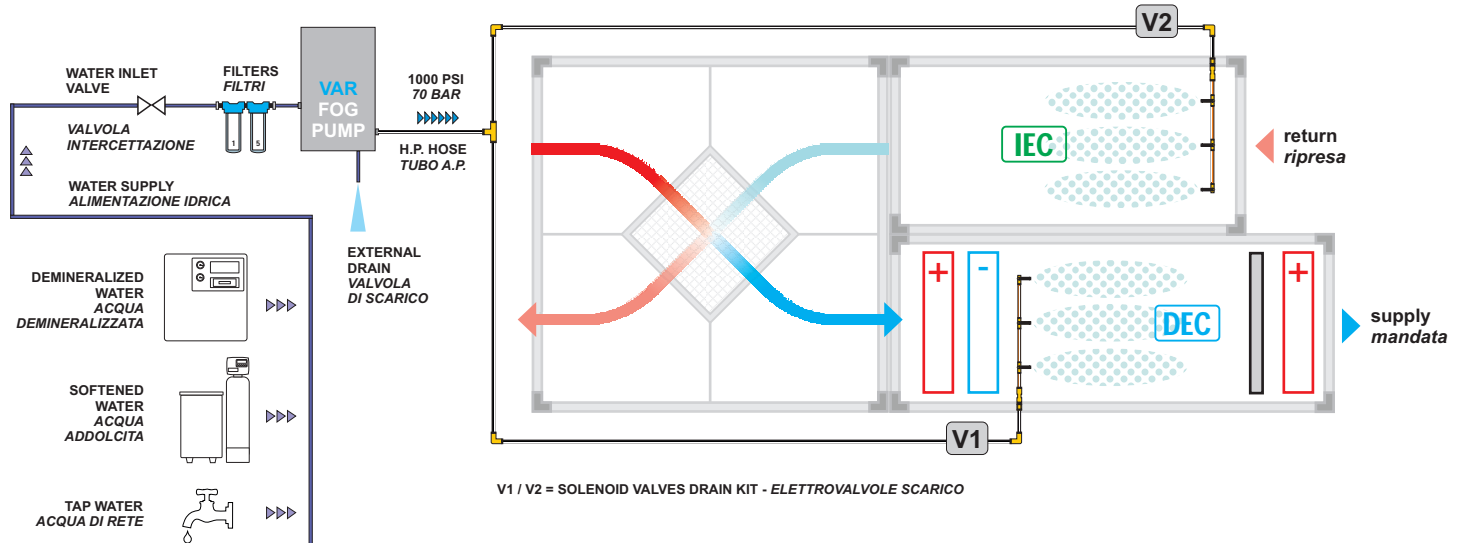 V2
WATER INLET
VALVE
FILTERS
FILTRI
VAR
FOG
PUMP
1000 PSI
70 BAR
1
5
VALVOLA
INTERCETTAZIONE
H.P. HOSE
TUBO A.P.
IEC
return
ripresa
WATER SUPPLY
ALIMENTAZIONE IDRICA
EXTERNAL
DRAIN
VALVOLA
DI SCARICO
DEMINERALIZED
WATER
ACQUA
DEMINERALIZZATA
+
-
DEC
+
supply
mandata
SOFTENED
WATER
ACQUA
ADDOLCITA
V1
V1 / V2 = SOLENOID VALVES DRAIN KIT - ELETTROVALVOLE SCARICO
TAP WATER
ACQUA DI RETE